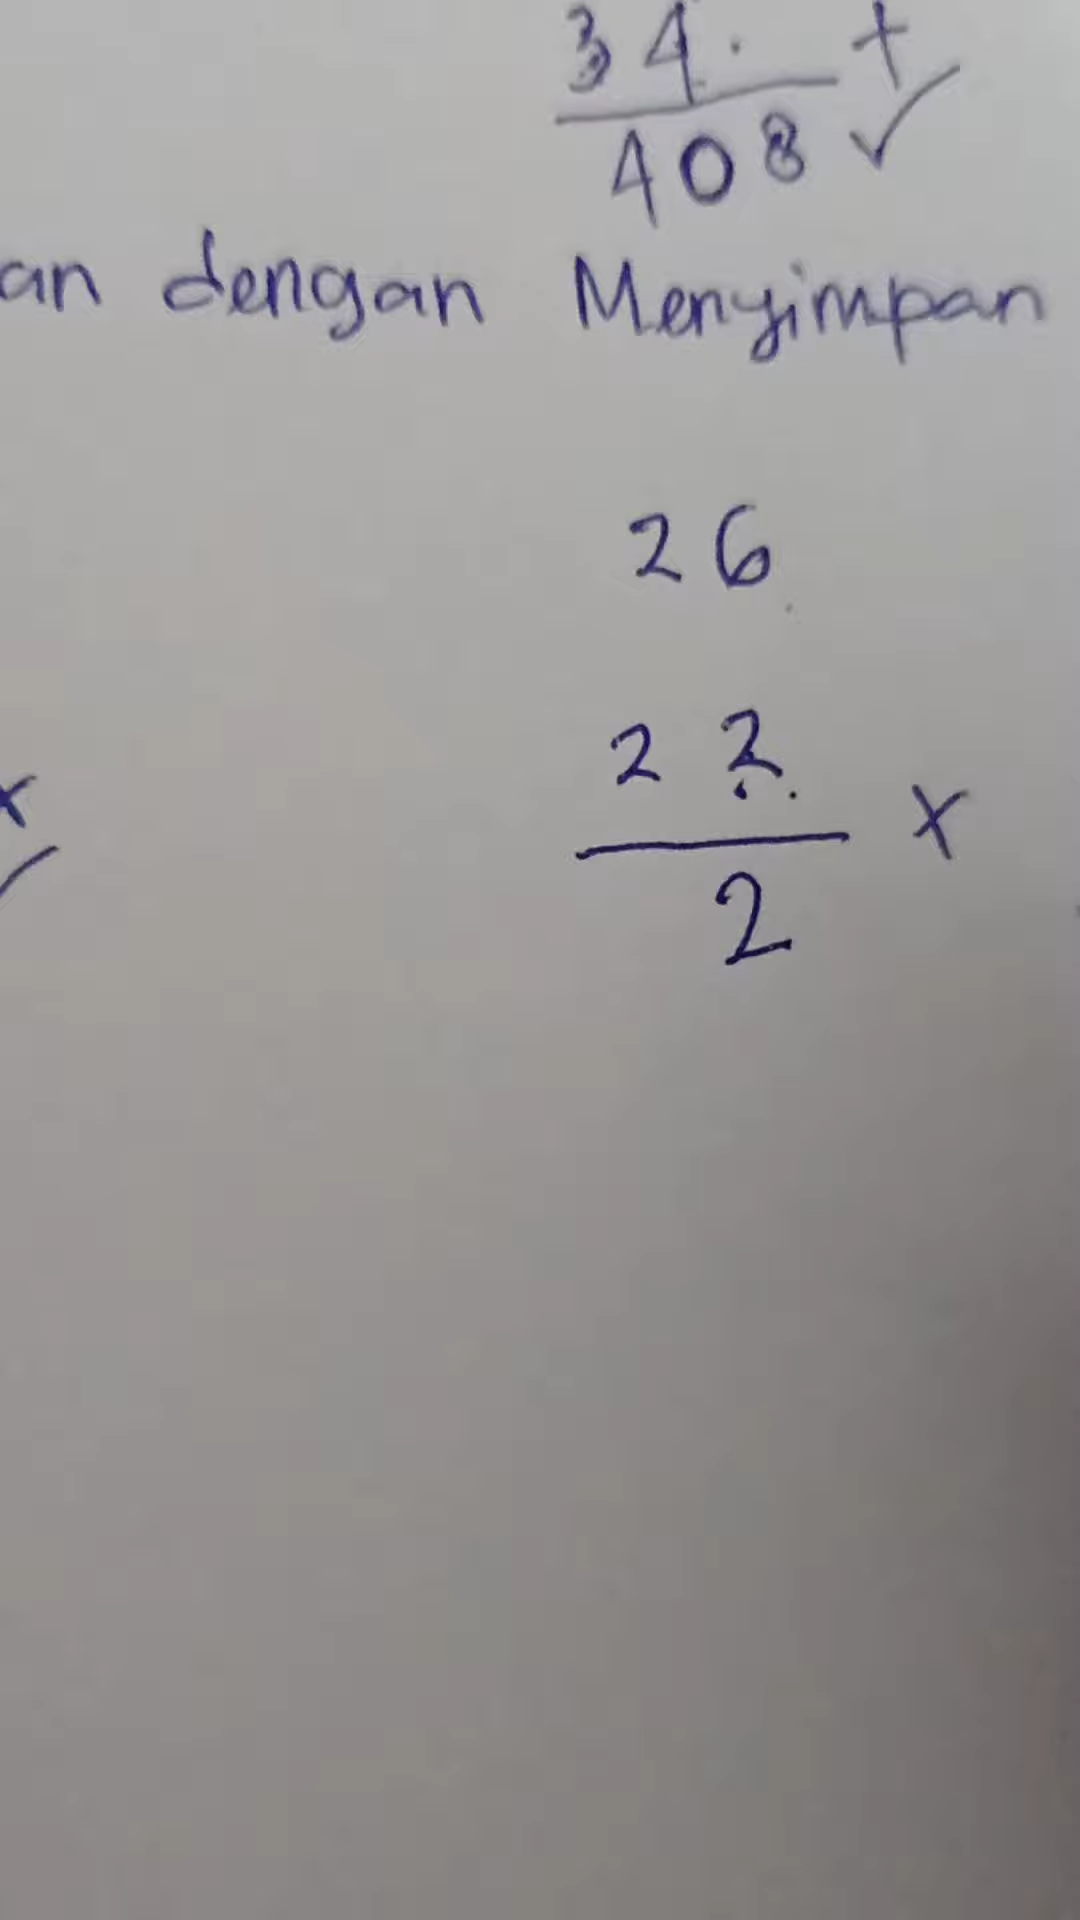 34. +
408 ✓
an dengan Menyimpan
26
22 x
2